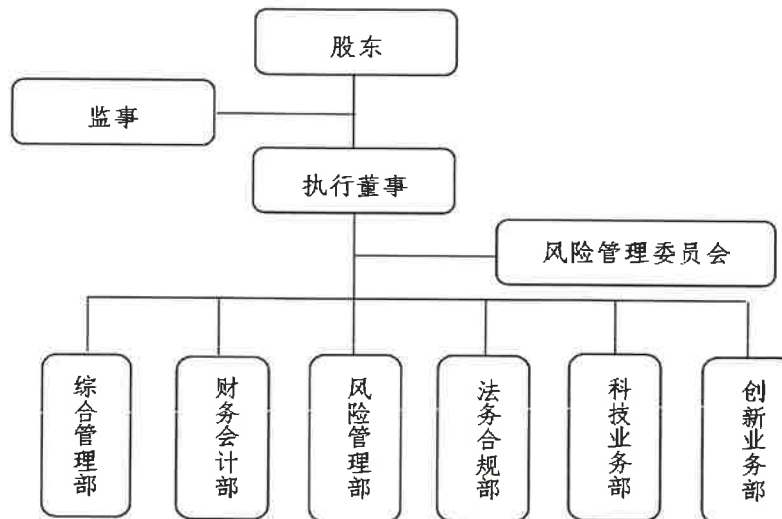 股东
监事
执行董事
风险管理委员会
综合管理部
财务会计部
风险管理部
法务合规部
科技业务部
创新业务部